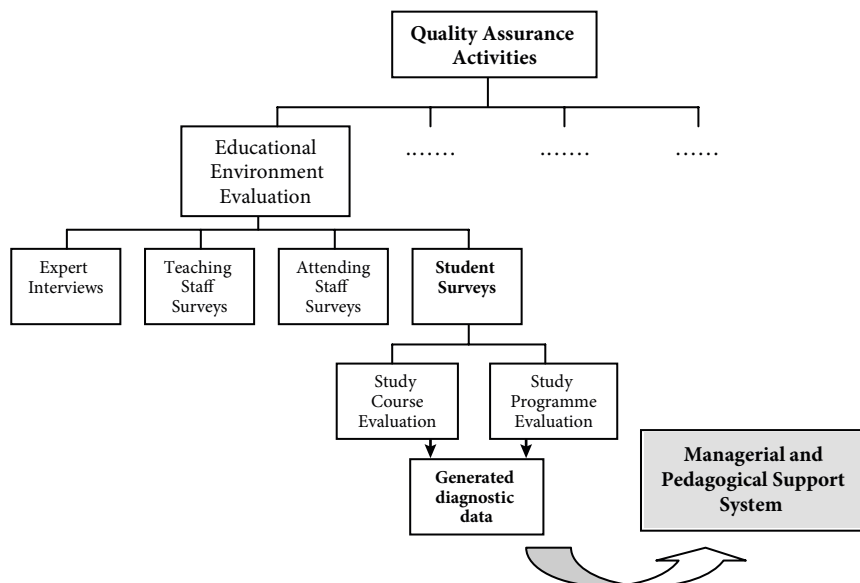 Quality Assurance
Activities
Educational
Environment
Evaluation
.......
.......
......
Expert
Interviews
Teaching
Staff
Surveys
Attending
Staff
Surveys
Student
Surveys
Study
Course
Evaluation
Study
Programme
Evaluation
Generated
diagnostic
data
Managerial and
Pedagogical Support
System